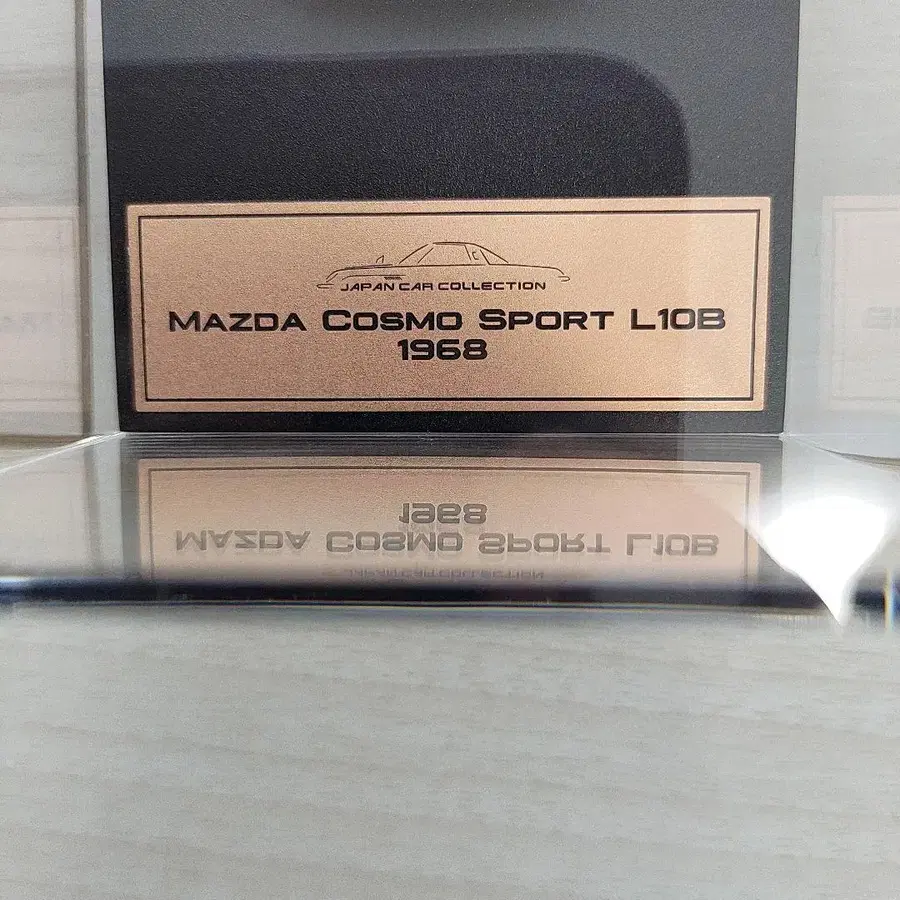 JAPAN CAR COLLECTION
MAZDA COSMO SPORT L10B
1968